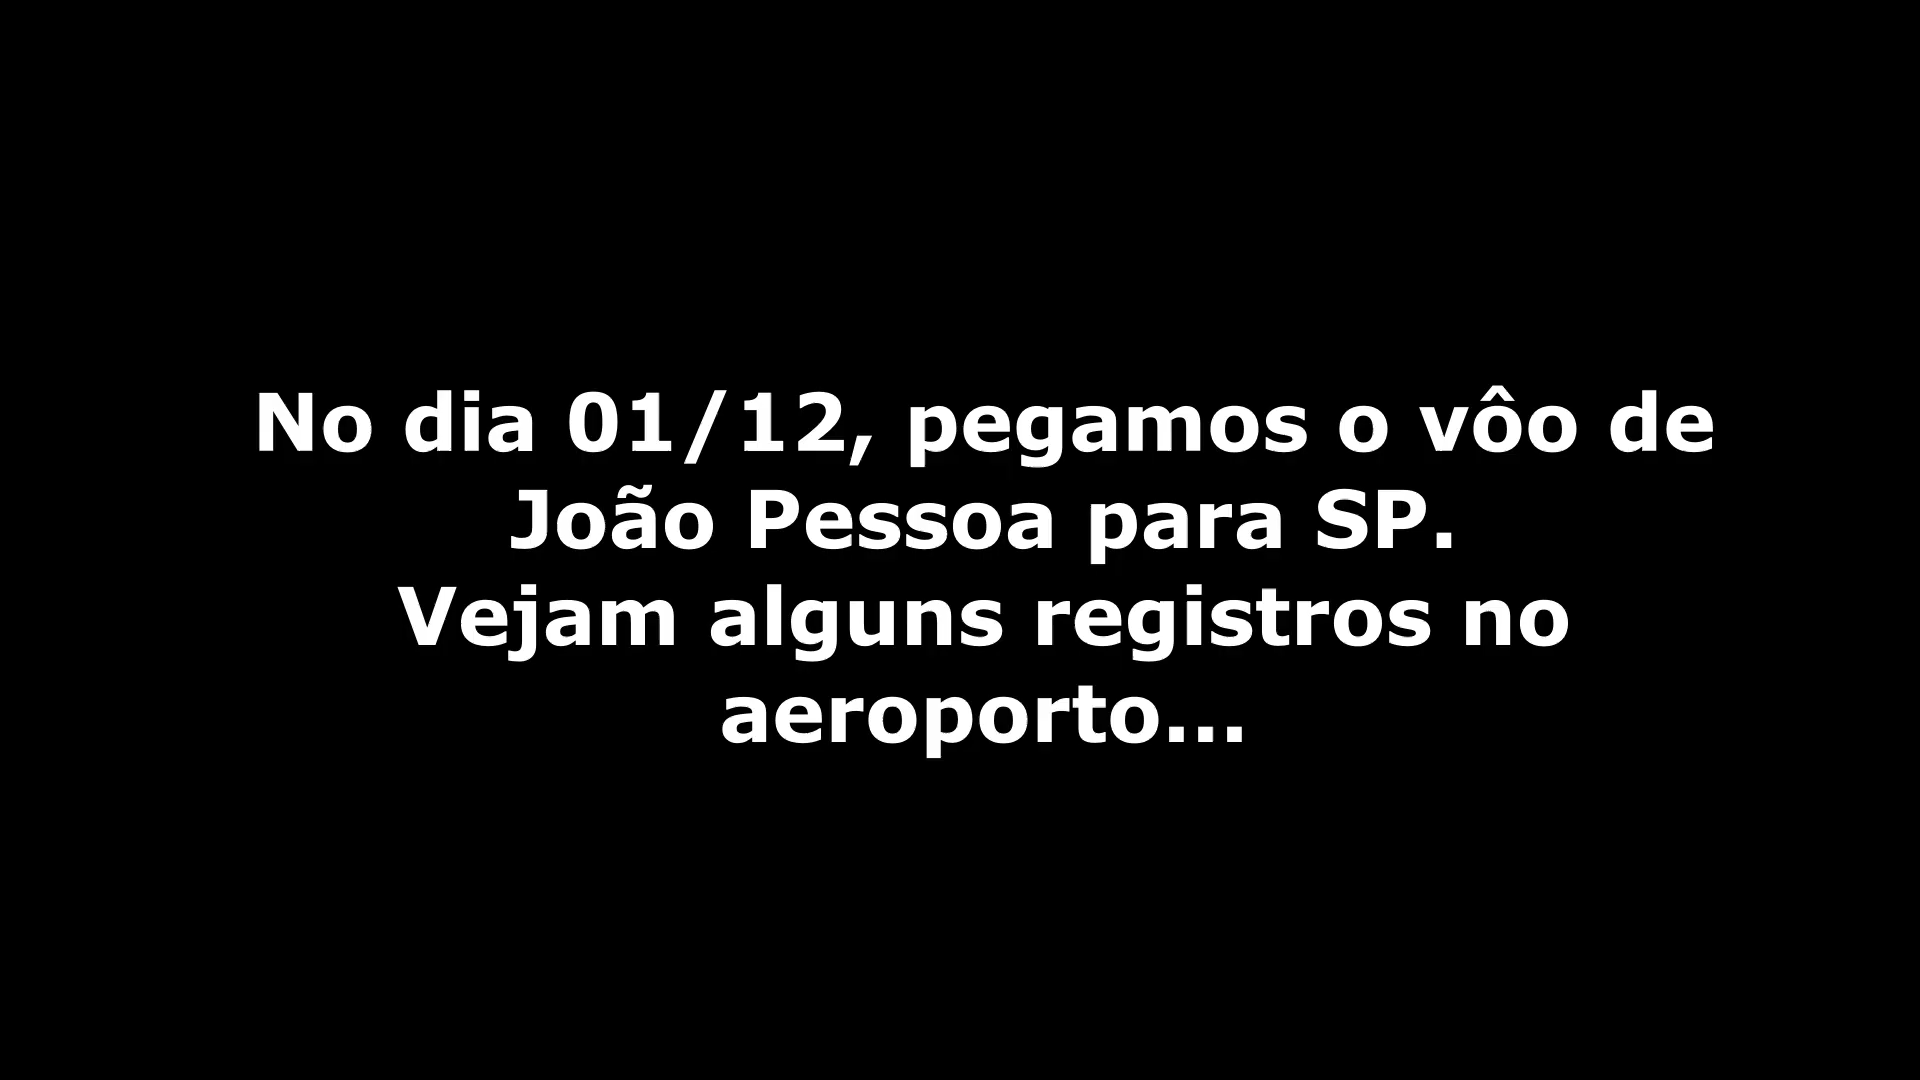 No dia 01/12, pegamos o vôo de
João Pessoa para SP.
Vejam alguns registros no
aeroporto...